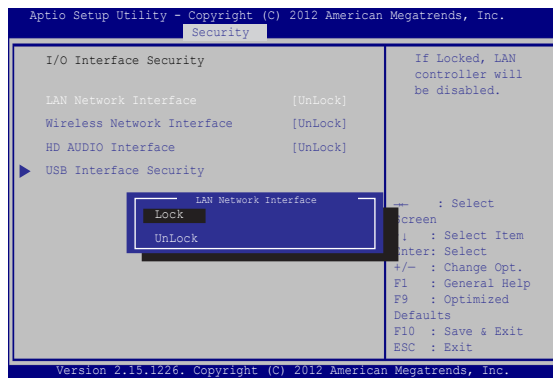 Aptio Setup Utility - Copyright (C) 2012 American Megatrends, Inc.
Security
I/O Interface Security
LAN Network Interface [UnLock]
Wireless Network Interface [UnLock]
HD AUDIO Interface [UnLock]
USB Interface Security
If Locked, LAN
controller will
be disabled.
LAN Network Interface
Lock
UnLock
→← : Select
Screen
↑↓ : Select Item
Enter: Select
+/— : Change Opt.
F1 : General Help
F9 : Optimized
Defaults
F10 : Save & Exit
ESC : Exit
Version 2.15.1226. Copyright (C) 2012 American Megatrends, Inc.